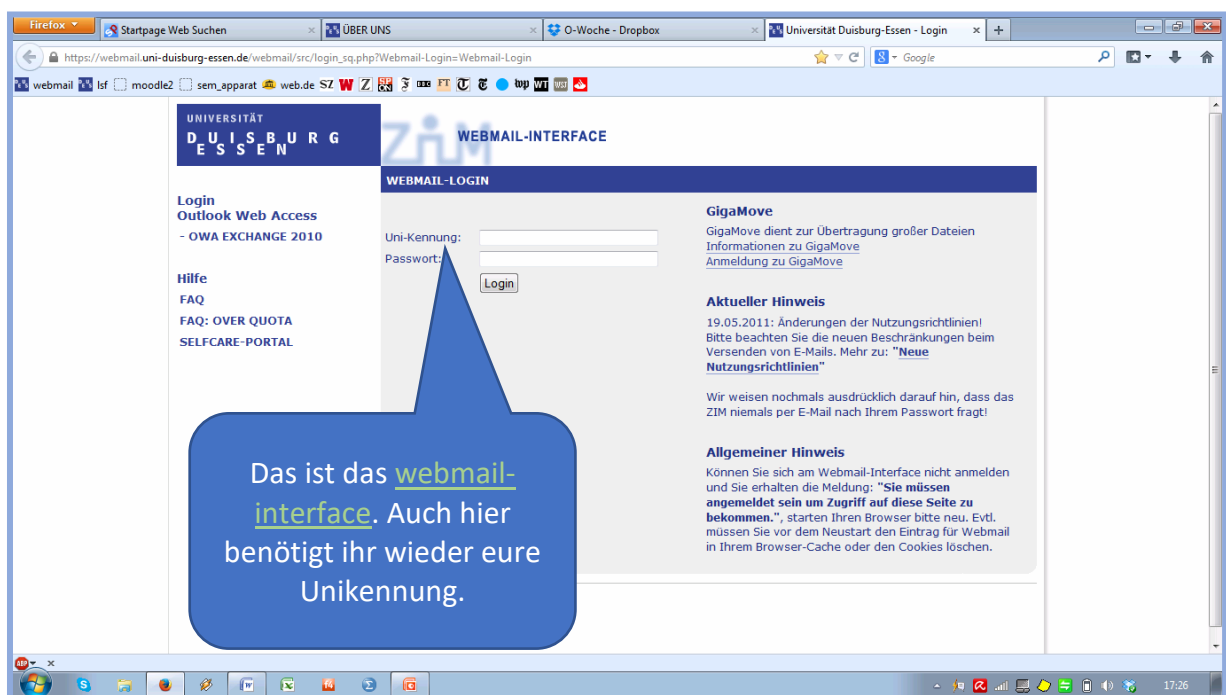 Firefox
Startpage Web Suchen
ÜBER UNS
O-Woche - Dropbox
Universität Duisburg-Essen - Login
https://webmail.uni-duisburg-essen.de/webmail/src/login_sq.php?Webmail-Login=Webmail-Login
Google
webmail lsf moodle2 sem_apparat web.de SZ W Z
UNIVERSITÄT
DUISBURG
ESSEN
ZIM
WEBMAIL-INTERFACE
WEBMAIL-LOGIN
Login
Outlook Web Access
- OWA EXCHANGE 2010
Hilfe
FAQ
FAQ: OVER QUOTA
SELFCARE-PORTAL
Uni-Kennung:
Passwort:
Login
GigaMove
GigaMove dient zur Übertragung großer Dateien
Informationen zu GigaMove
Anmeldung zu GigaMove
Aktueller Hinweis
19.05.2011: Änderungen der Nutzungsrichtlinien!
Bitte beachten Sie die neuen Beschränkungen beim
Versenden von E-Mails. Mehr zu: "Neue
Nutzungsrichtlinien"
Wir weisen nochmals ausdrücklich darauf hin, dass das
ZIM niemals per E-Mail nach Ihrem Passwort fragt!
Allgemeiner Hinweis
Können Sie sich am Webmail-Interface nicht anmelden
und Sie erhalten die Meldung: "Sie müssen
angemeldet sein um Zugriff auf diese Seite zu
bekommen.", starten Ihren Browser bitte neu. Evtl.
müssen Sie vor dem Neustart den Eintrag für Webmail
in Ihrem Browser-Cache oder den Cookies löschen.
Das ist das webmail-
interface. Auch hier
benötigt ihr wieder eure
Unikennung.
ABP
17:26